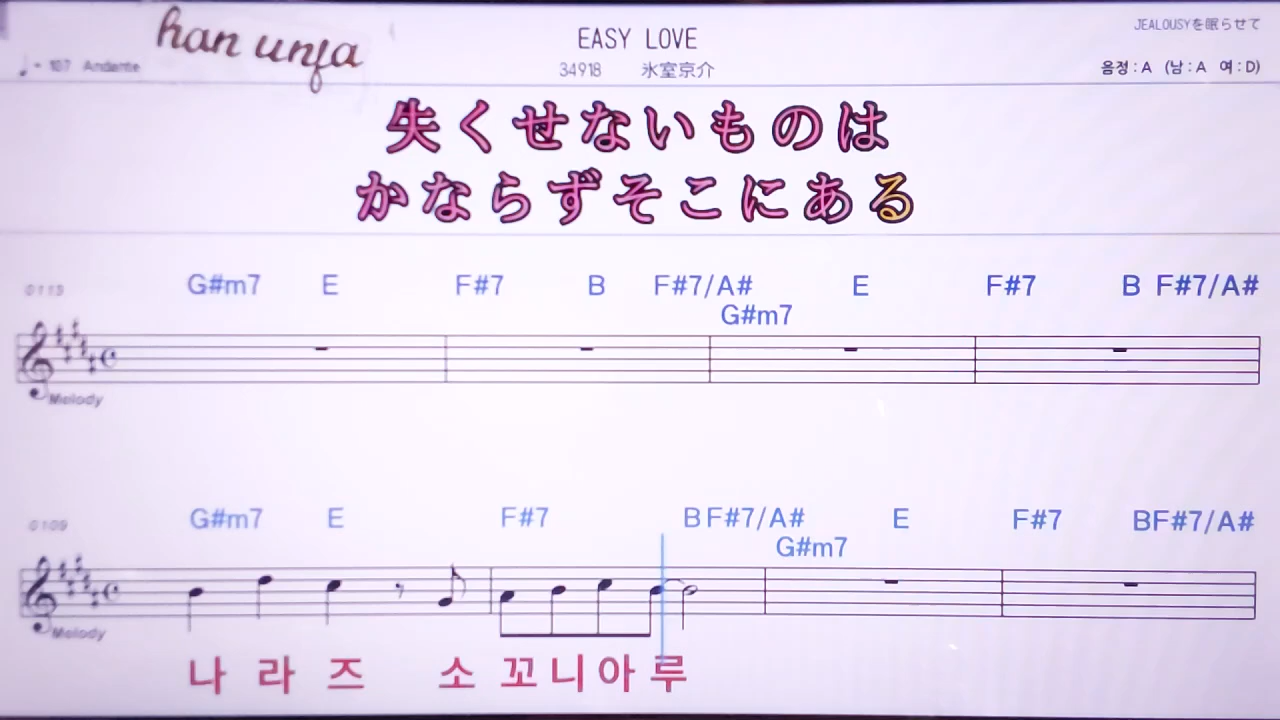 han unja
EASY LOVE
JEALOUSYを眠らせて
♩= 107 Andante
34918 氷室京介
음정:A (남:A 여:D)
失くせないものは
かならずそこにある
0113
G#m7 E F#7 B F#7/A# E F#7 B F#7/A#
G#m7
Melody
0109
G#m7 E F#7 B F#7/A# E F#7 B F#7/A#
G#m7
Melody
나 라 즈 소 꼬 니 아 루